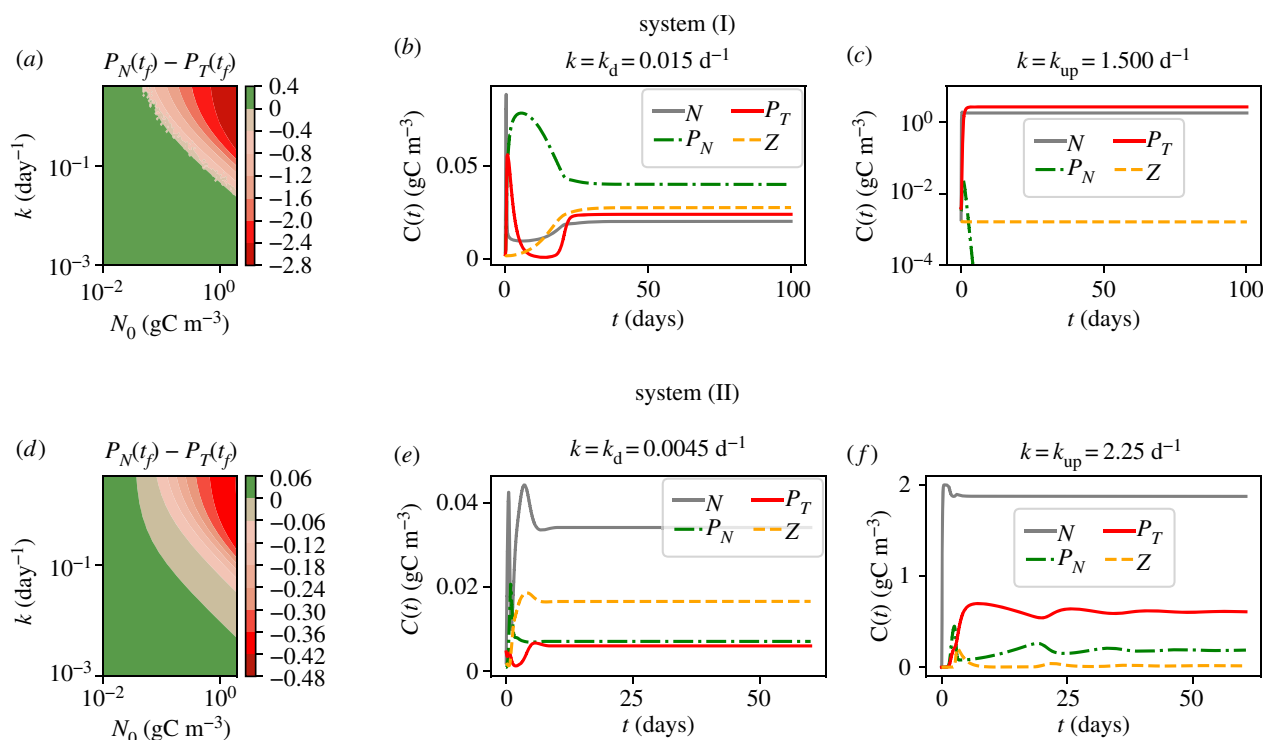 system (I)
(a)
P_N(t_f) − P_T(t_f)
k (day⁻¹)
10⁻¹
10⁻³
10⁻²
10⁰
N₀ (gC m⁻³)
0.4
0
−0.4
−0.8
−1.2
−1.6
−2.0
−2.4
−2.8
(b)
k = k_d = 0.015 d⁻¹
C(t) (gC m⁻³)
0.05
0
N
P_N
P_T
Z
0
50
100
t (days)
(c)
k = k_up = 1.500 d⁻¹
C(t) (gC m⁻³)
10⁰
10⁻²
10⁻⁴
N
P_N
P_T
Z
0
50
100
t (days)
system (II)
(d)
P_N(t_f) − P_T(t_f)
k (day⁻¹)
10⁻¹
10⁻³
10⁻²
10⁰
N₀ (gC m⁻³)
0.06
0
−0.06
−0.12
−0.18
−0.24
−0.30
−0.36
−0.42
−0.48
(e)
k = k_d = 0.0045 d⁻¹
C(t) (gC m⁻³)
0.04
0.02
0
N
P_N
P_T
Z
0
25
50
t (days)
(f)
k = k_up = 2.25 d⁻¹
C(t) (gC m⁻³)
2
1
0
N
P_N
P_T
Z
0
25
50
t (days)